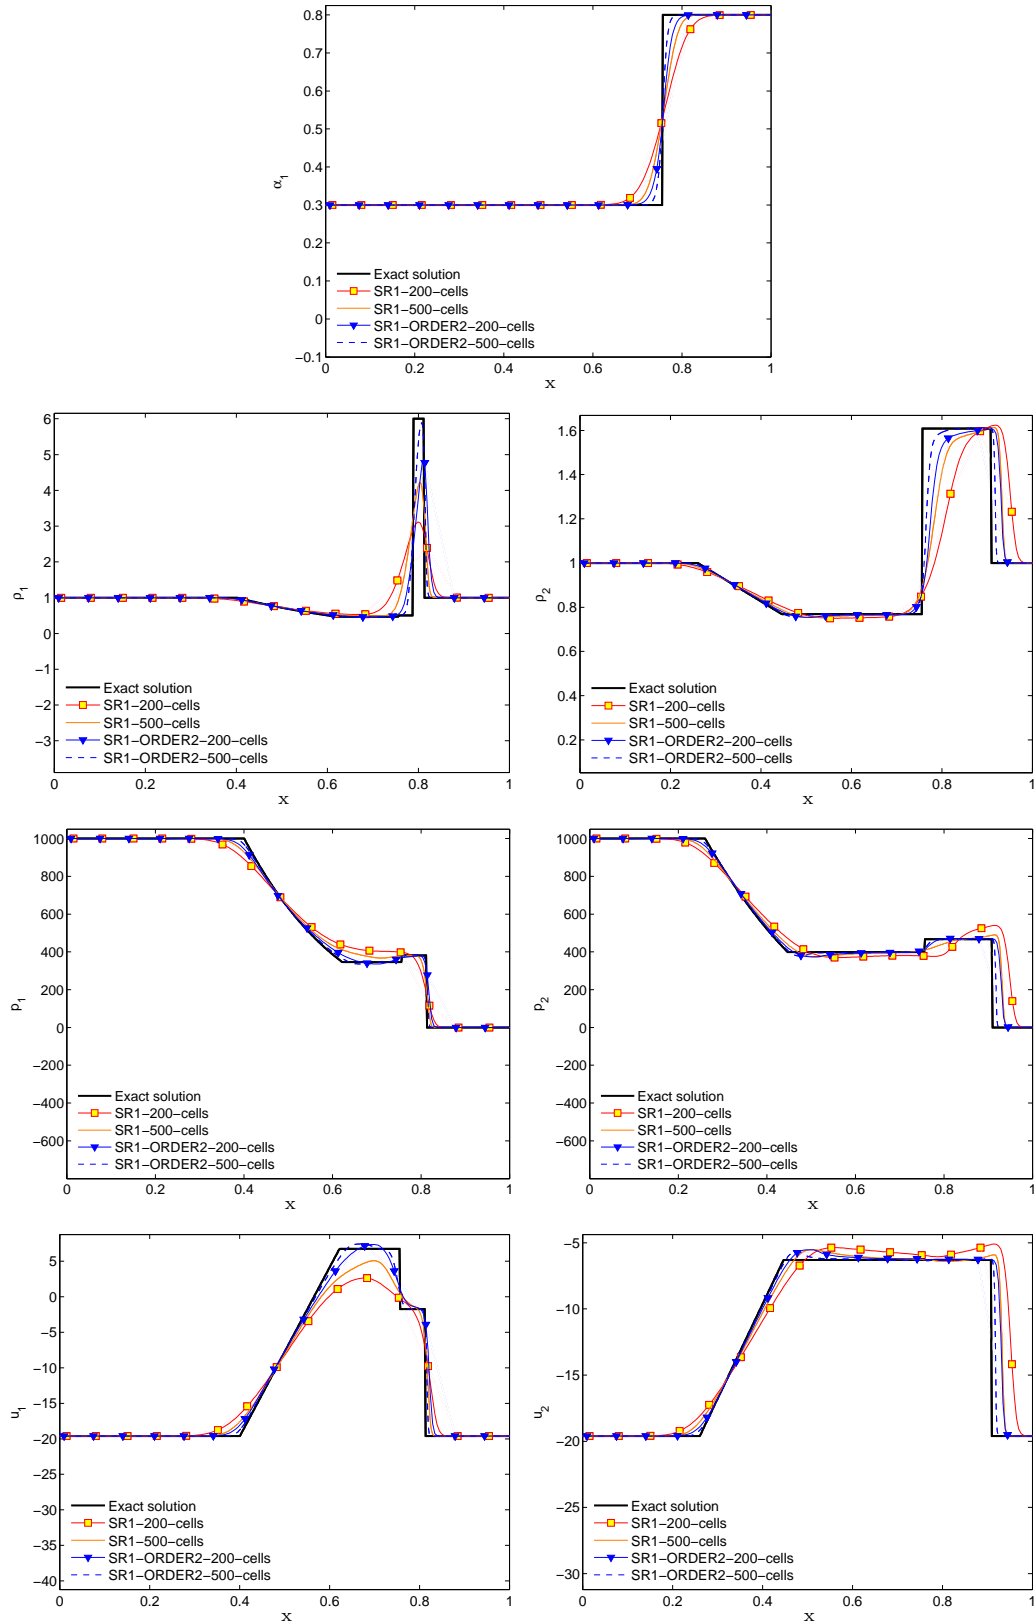 0.8
0.7
0.6
0.5
0.4
0.3
0.2
0.1
0
−0.1
α1
Exact solution
SR1−200−cells
SR1−500−cells
SR1−ORDER2−200−cells
SR1−ORDER2−500−cells
0 0.2 0.4 0.6 0.8 1
x
6
5
4
3
2
1
0
−1
−2
−3
ρ1
Exact solution
SR1−200−cells
SR1−500−cells
SR1−ORDER2−200−cells
SR1−ORDER2−500−cells
0 0.2 0.4 0.6 0.8 1
x
1.6
1.4
1.2
1
0.8
0.6
0.4
0.2
ρ2
Exact solution
SR1−200−cells
SR1−500−cells
SR1−ORDER2−200−cells
SR1−ORDER2−500−cells
0 0.2 0.4 0.6 0.8 1
x
1000
800
600
400
200
0
−200
−400
−600
p1
Exact solution
SR1−200−cells
SR1−500−cells
SR1−ORDER2−200−cells
SR1−ORDER2−500−cells
0 0.2 0.4 0.6 0.8 1
x
1000
800
600
400
200
0
−200
−400
−600
p2
Exact solution
SR1−200−cells
SR1−500−cells
SR1−ORDER2−200−cells
SR1−ORDER2−500−cells
0 0.2 0.4 0.6 0.8 1
x
5
0
−5
−10
−15
−20
−25
−30
−35
−40
u1
Exact solution
SR1−200−cells
SR1−500−cells
SR1−ORDER2−200−cells
SR1−ORDER2−500−cells
0 0.2 0.4 0.6 0.8 1
x
−5
−10
−15
−20
−25
−30
u2
Exact solution
SR1−200−cells
SR1−500−cells
SR1−ORDER2−200−cells
SR1−ORDER2−500−cells
0 0.2 0.4 0.6 0.8 1
x